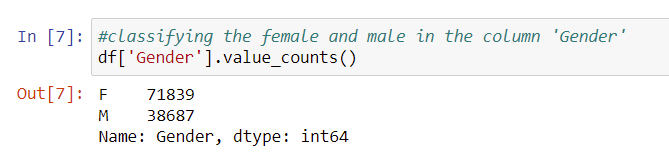 In [7]: #classifying the female and male in the column 'Gender'
df['Gender'].value_counts()
Out[7]: F    71839
M    38687
Name: Gender, dtype: int64